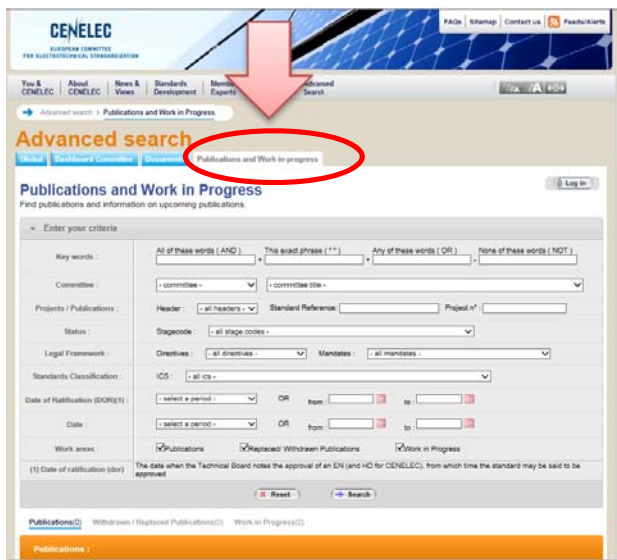 CENELEC
EUROPEAN COMMITTEE
FOR ELECTROTECHNICAL STANDARDIZATION
FAQs | Sitemap | Contact us | Feeds/Alerts
You & CENELEC | About CENELEC | News & Views | Standards Development | Experts | Advanced Search
Advanced search > Publications and Work in Progress
Advanced search
Global Dashboard Committee Documents Publications and Work in progress
Publications and Work in Progress
Log in
Find publications and information on upcoming publications.
Enter your criteria
All of these words ( AND ) This exact phrase ( " " ) Any of these words ( OR ) None of these words ( NOT )
Key words : + + -
Committee : - committee - - committee title -
Projects / Publications : Header : - all headers - Standard Reference: Project n° :
Status : Stagecode : - all stage codes -
Legal Framework : Directives : - all directives - Mandates : - all mandates -
Standards Classification : ICS : - all ics -
Date of Ratification (DOR)(1) : - select a period - OR from : to :
Date : - select a period - OR from : to :
Work areas : Publications Replaced/ Withdrawn Publications Work in Progress
(1) Date of ratification (dor) The date when the Technical Board notes the approval of an EN (and HD for CENELEC), from which time the standard may be said to be
approved
Reset Search
Publications(0) Withdrawn / Replaced Publications(0) Work in Progress(0)
Publications :